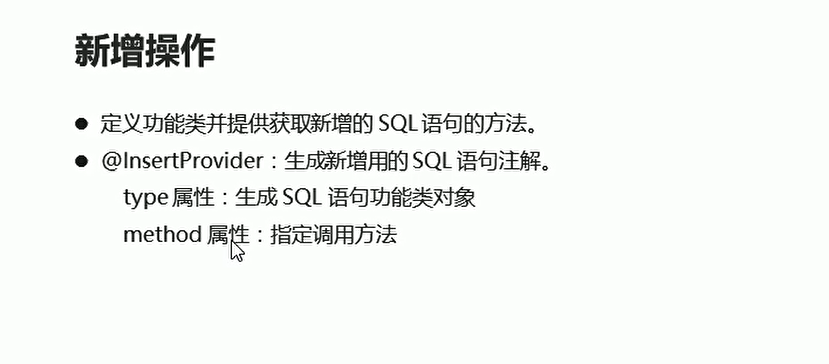 新增操作
● 定义功能类并提供获取新增的 SQL 语句的方法。
● @InsertProvider：生成新增用的 SQL 语句注解。
type 属性：生成 SQL 语句功能类对象
method 属性：指定调用方法